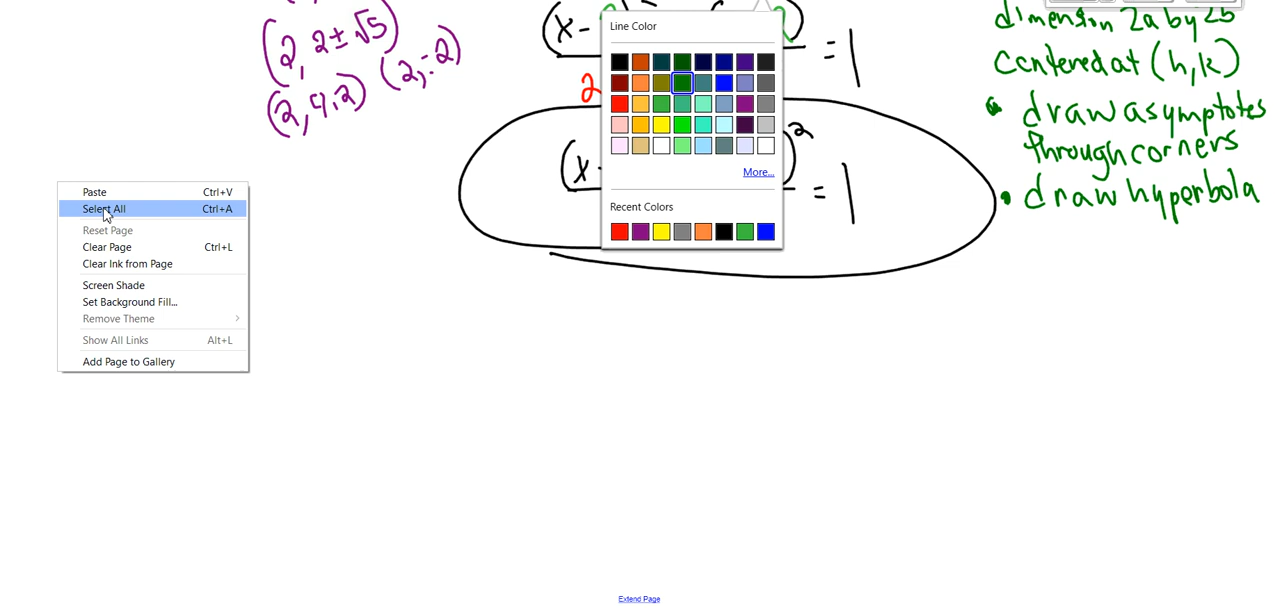 (2, 2±√5)
(2, 4.2) (2, -.2)
(x-
= 1
2
(x-
)²
= 1
dimension 2a by 2b
centered at (h,k)
• draw asymptotes
through corners
• draw hyperbola
Line Color
More...
Recent Colors
Paste Ctrl+V
Select All Ctrl+A
Reset Page
Clear Page Ctrl+L
Clear Ink from Page
Screen Shade
Set Background Fill...
Remove Theme
Show All Links Alt+L
Add Page to Gallery
Extend Page